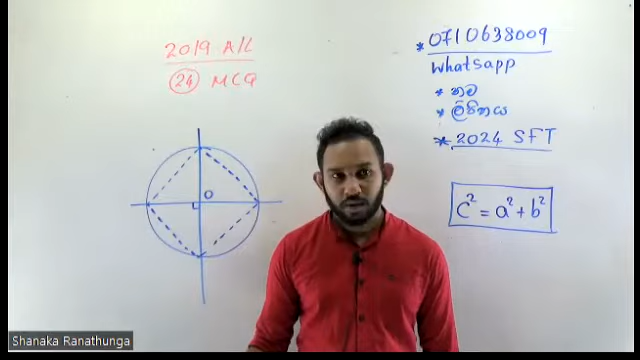 2019 A/L
24 MCQ
O
* 0710638009
Whatsapp
* නම
* ලිපිනය
* 2024 SFT
c² = a² + b²
Shanaka Ranathunga